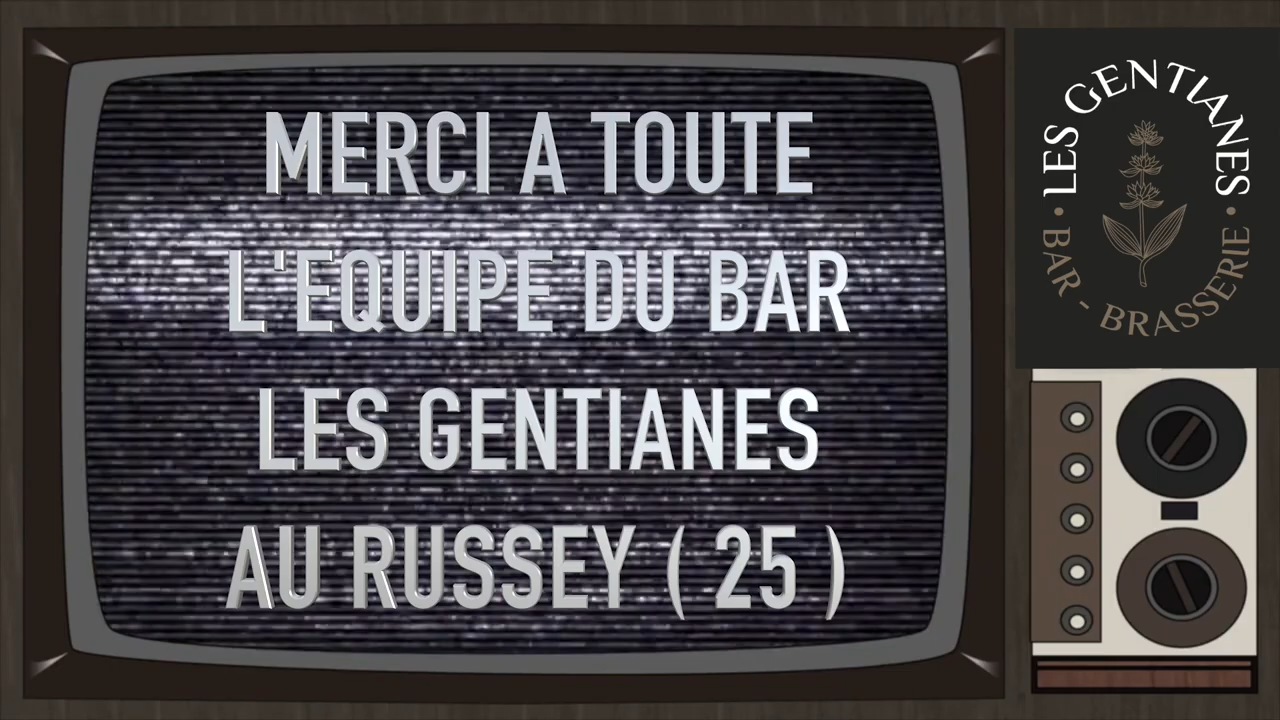 MERCI A TOUTE
L'EQUIPE DU BAR
LES GENTIANES
AU RUSSEY ( 25 )
• LES GENTIANES •
BAR - BRASSERIE